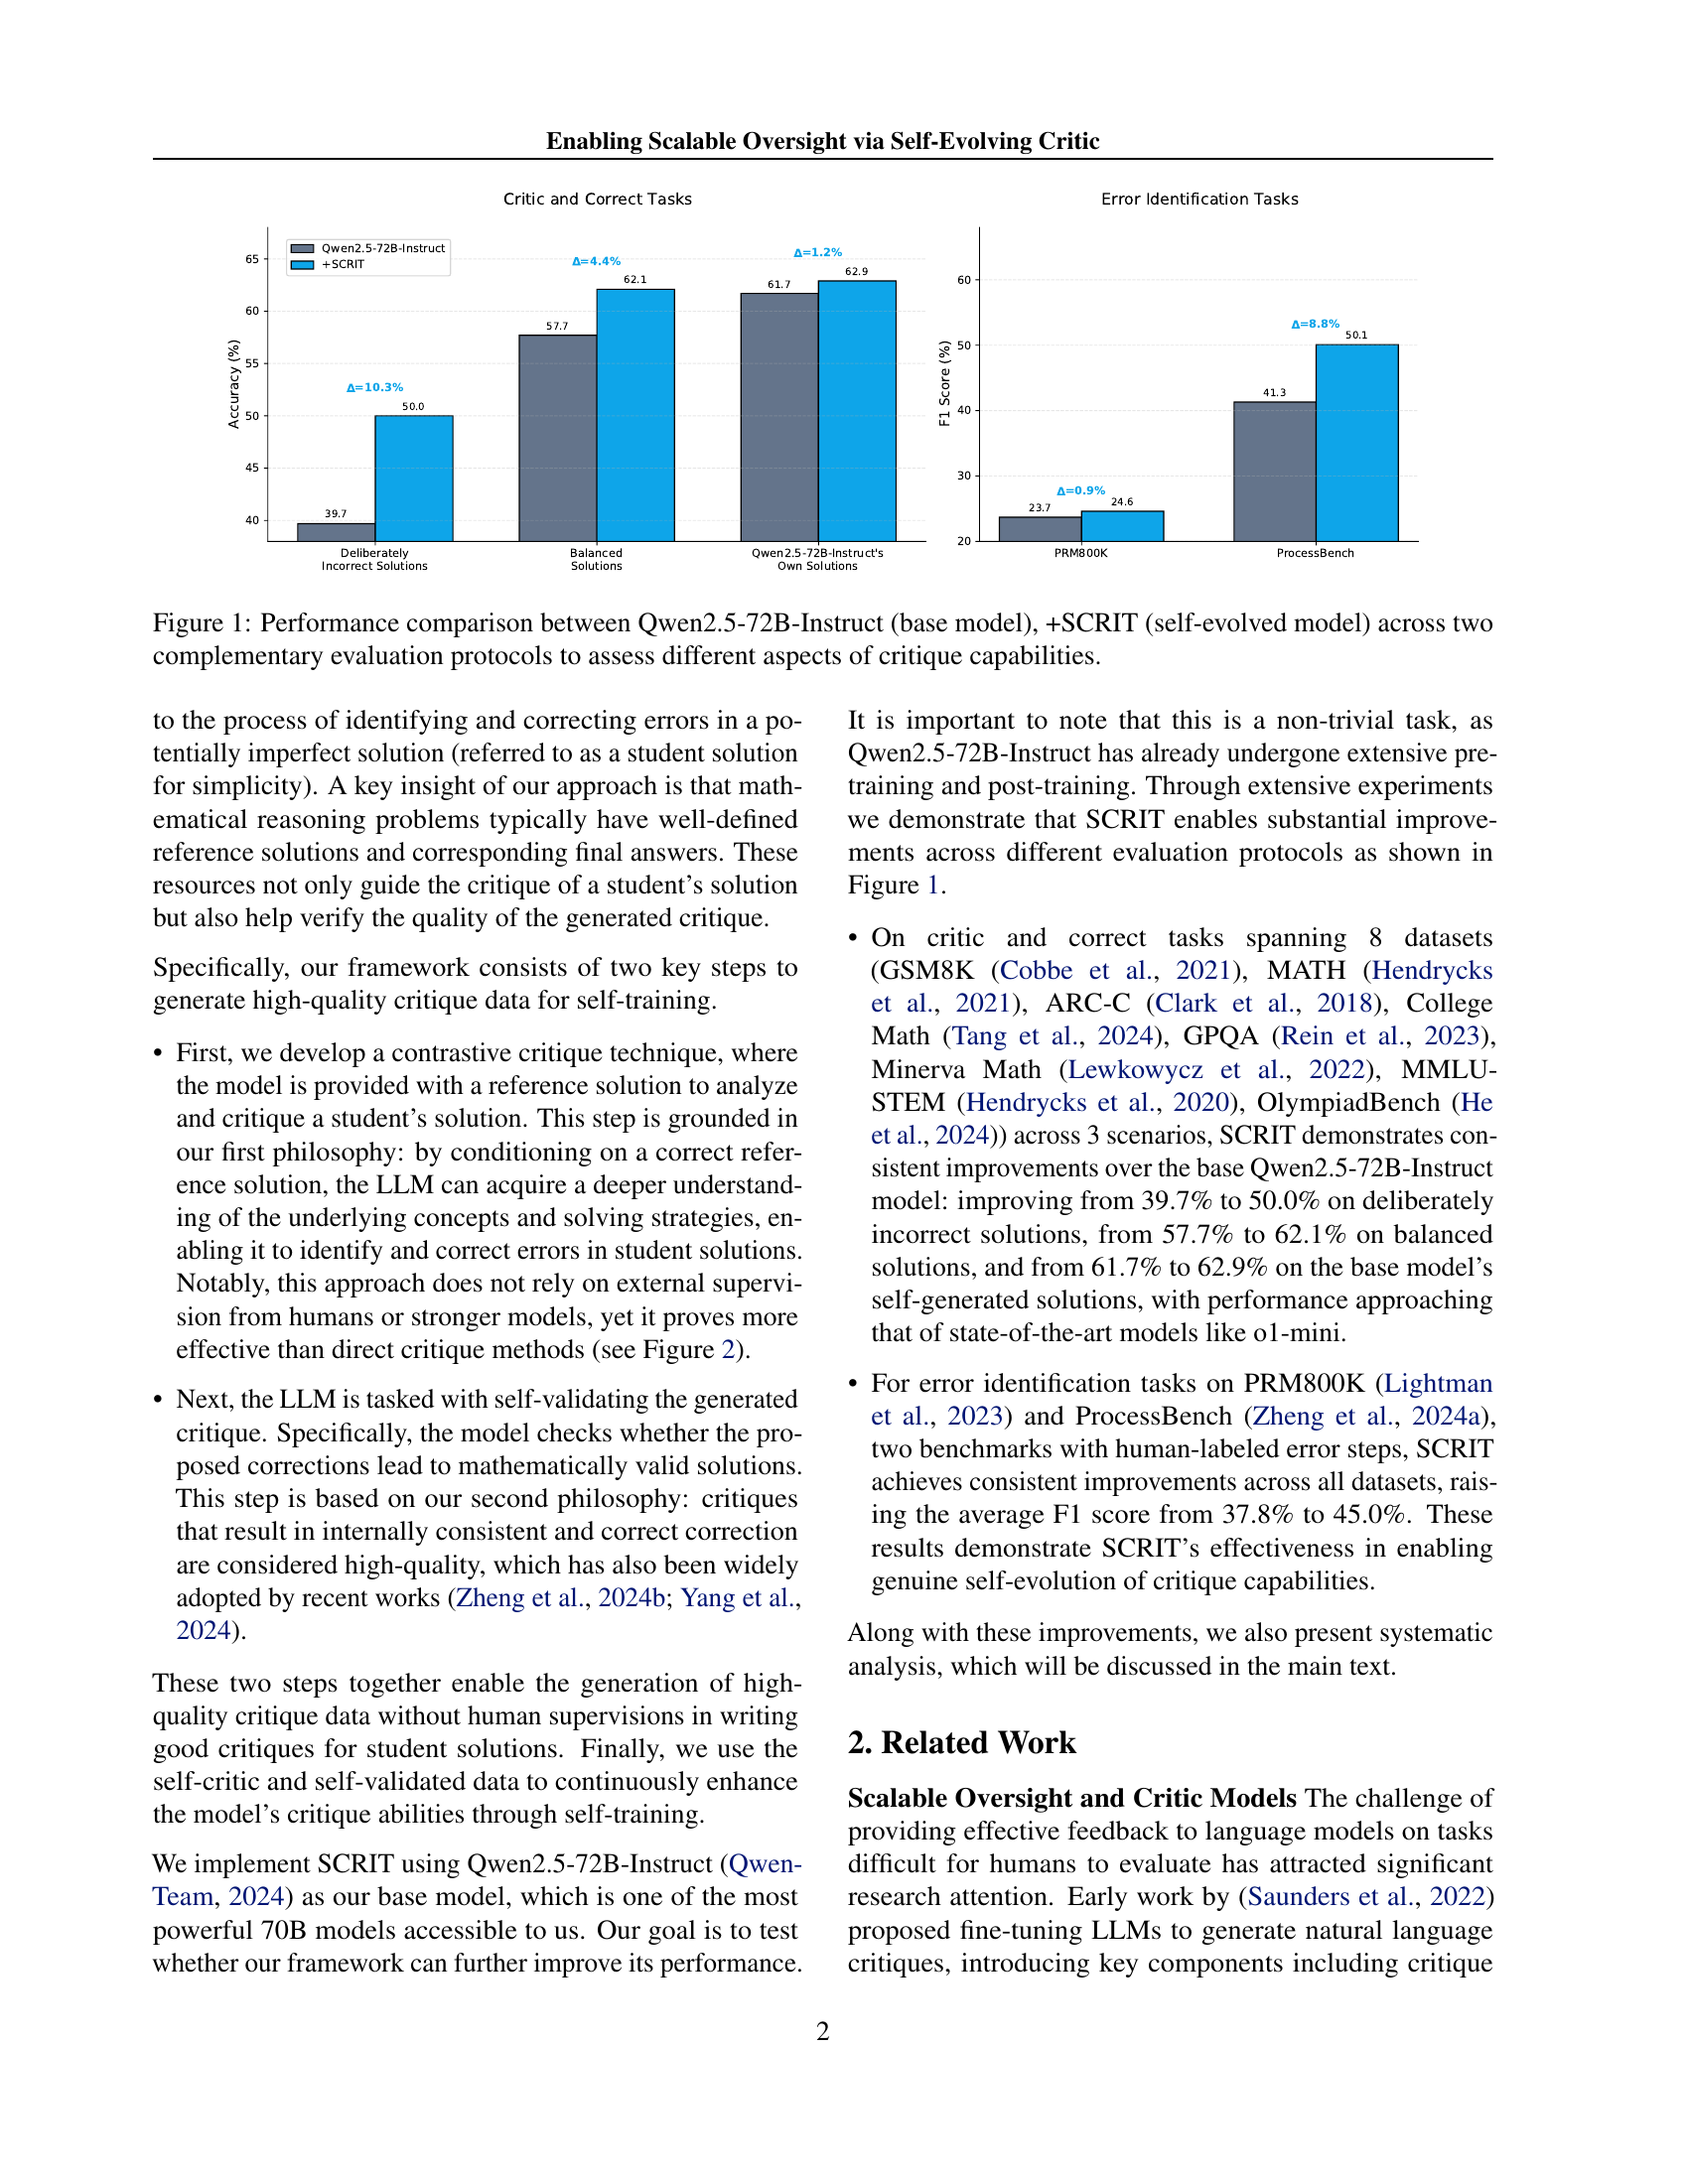 Enabling Scalable Oversight via Self-Evolving Critic
Critic and Correct Tasks
Qwen2.5-72B-Instruct
+SCRIT
Accuracy (%)
65
60
55
50
45
40
Δ=10.3%
39.7
50.0
Δ=4.4%
57.7
62.1
Δ=1.2%
61.7
62.9
Deliberately
Incorrect Solutions
Balanced
Solutions
Qwen2.5-72B-Instruct's
Own Solutions
Error Identification Tasks
F1 Score (%)
60
50
40
30
20
Δ=0.9%
23.7
24.6
Δ=8.8%
41.3
50.1
PRM800K
ProcessBench
Figure 1: Performance comparison between Qwen2.5-72B-Instruct (base model), +SCRIT (self-evolved model) across two
complementary evaluation protocols to assess different aspects of critique capabilities.
to the process of identifying and correcting errors in a po-
tentially imperfect solution (referred to as a student solution
for simplicity). A key insight of our approach is that math-
ematical reasoning problems typically have well-defined
reference solutions and corresponding final answers. These
resources not only guide the critique of a student's solution
but also help verify the quality of the generated critique.
Specifically, our framework consists of two key steps to
generate high-quality critique data for self-training.
• First, we develop a contrastive critique technique, where
the model is provided with a reference solution to analyze
and critique a student's solution. This step is grounded in
our first philosophy: by conditioning on a correct refer-
ence solution, the LLM can acquire a deeper understand-
ing of the underlying concepts and solving strategies, en-
abling it to identify and correct errors in student solutions.
Notably, this approach does not rely on external supervi-
sion from humans or stronger models, yet it proves more
effective than direct critique methods (see Figure 2).
• Next, the LLM is tasked with self-validating the generated
critique. Specifically, the model checks whether the pro-
posed corrections lead to mathematically valid solutions.
This step is based on our second philosophy: critiques
that result in internally consistent and correct correction
are considered high-quality, which has also been widely
adopted by recent works (Zheng et al., 2024b; Yang et al.,
2024).
These two steps together enable the generation of high-
quality critique data without human supervisions in writing
good critiques for student solutions. Finally, we use the
self-critic and self-validated data to continuously enhance
the model's critique abilities through self-training.
We implement SCRIT using Qwen2.5-72B-Instruct (Qwen-
Team, 2024) as our base model, which is one of the most
powerful 70B models accessible to us. Our goal is to test
whether our framework can further improve its performance.
It is important to note that this is a non-trivial task, as
Qwen2.5-72B-Instruct has already undergone extensive pre-
training and post-training. Through extensive experiments
we demonstrate that SCRIT enables substantial improve-
ments across different evaluation protocols as shown in
Figure 1.
• On critic and correct tasks spanning 8 datasets
(GSM8K (Cobbe et al., 2021), MATH (Hendrycks
et al., 2021), ARC-C (Clark et al., 2018), College
Math (Tang et al., 2024), GPQA (Rein et al., 2023),
Minerva Math (Lewkowycz et al., 2022), MMLU-
STEM (Hendrycks et al., 2020), OlympiadBench (He
et al., 2024)) across 3 scenarios, SCRIT demonstrates con-
sistent improvements over the base Qwen2.5-72B-Instruct
model: improving from 39.7% to 50.0% on deliberately
incorrect solutions, from 57.7% to 62.1% on balanced
solutions, and from 61.7% to 62.9% on the base model's
self-generated solutions, with performance approaching
that of state-of-the-art models like o1-mini.
• For error identification tasks on PRM800K (Lightman
et al., 2023) and ProcessBench (Zheng et al., 2024a),
two benchmarks with human-labeled error steps, SCRIT
achieves consistent improvements across all datasets, rais-
ing the average F1 score from 37.8% to 45.0%. These
results demonstrate SCRIT's effectiveness in enabling
genuine self-evolution of critique capabilities.
Along with these improvements, we also present systematic
analysis, which will be discussed in the main text.
2. Related Work
Scalable Oversight and Critic Models The challenge of
providing effective feedback to language models on tasks
difficult for humans to evaluate has attracted significant
research attention. Early work by (Saunders et al., 2022)
proposed fine-tuning LLMs to generate natural language
critiques, introducing key components including critique
2